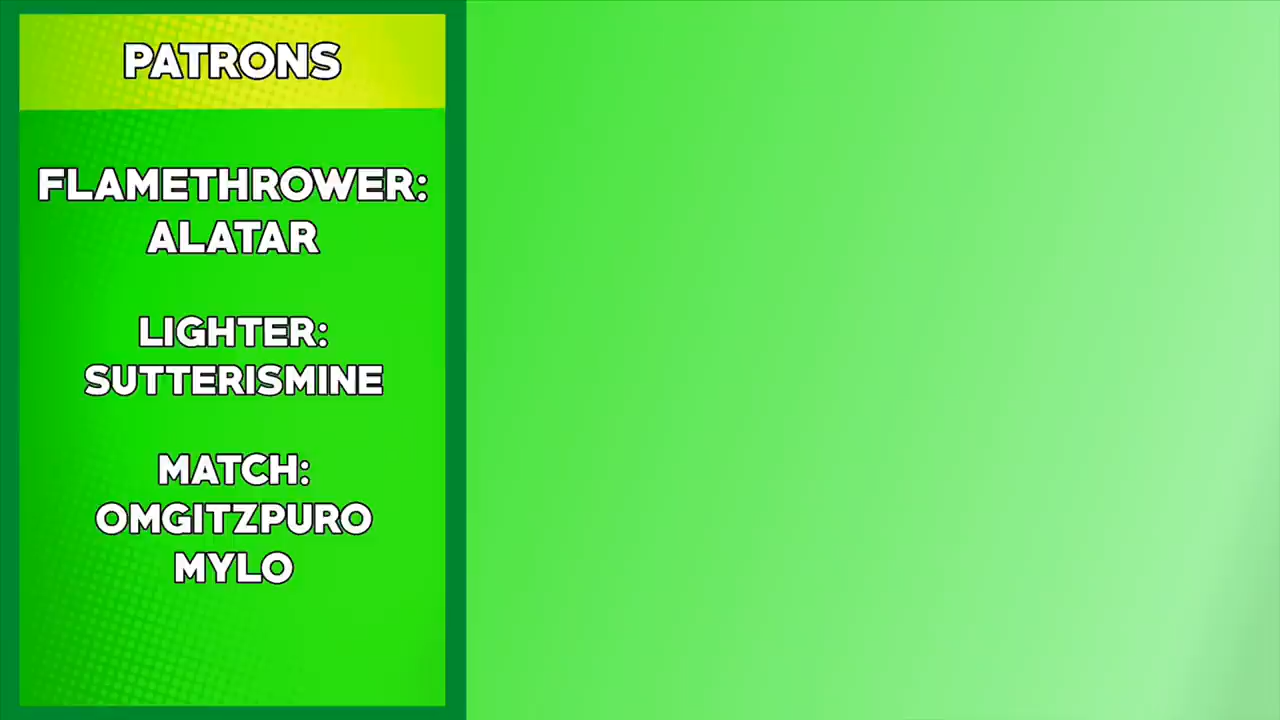 PATRONS
FLAMETHROWER:
ALATAR
LIGHTER:
SUTTERISMINE
MATCH:
OMGITZPURO
MYLO